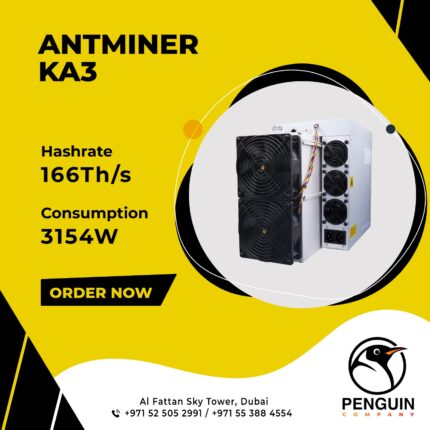 ANTMINER
KA3
Hashrate
166Th/s
Consumption
3154W
ORDER NOW
PENGUIN
COMPANY
Al Fattan Sky Tower, Dubai
+971 52 505 2991 / +971 55 388 4554